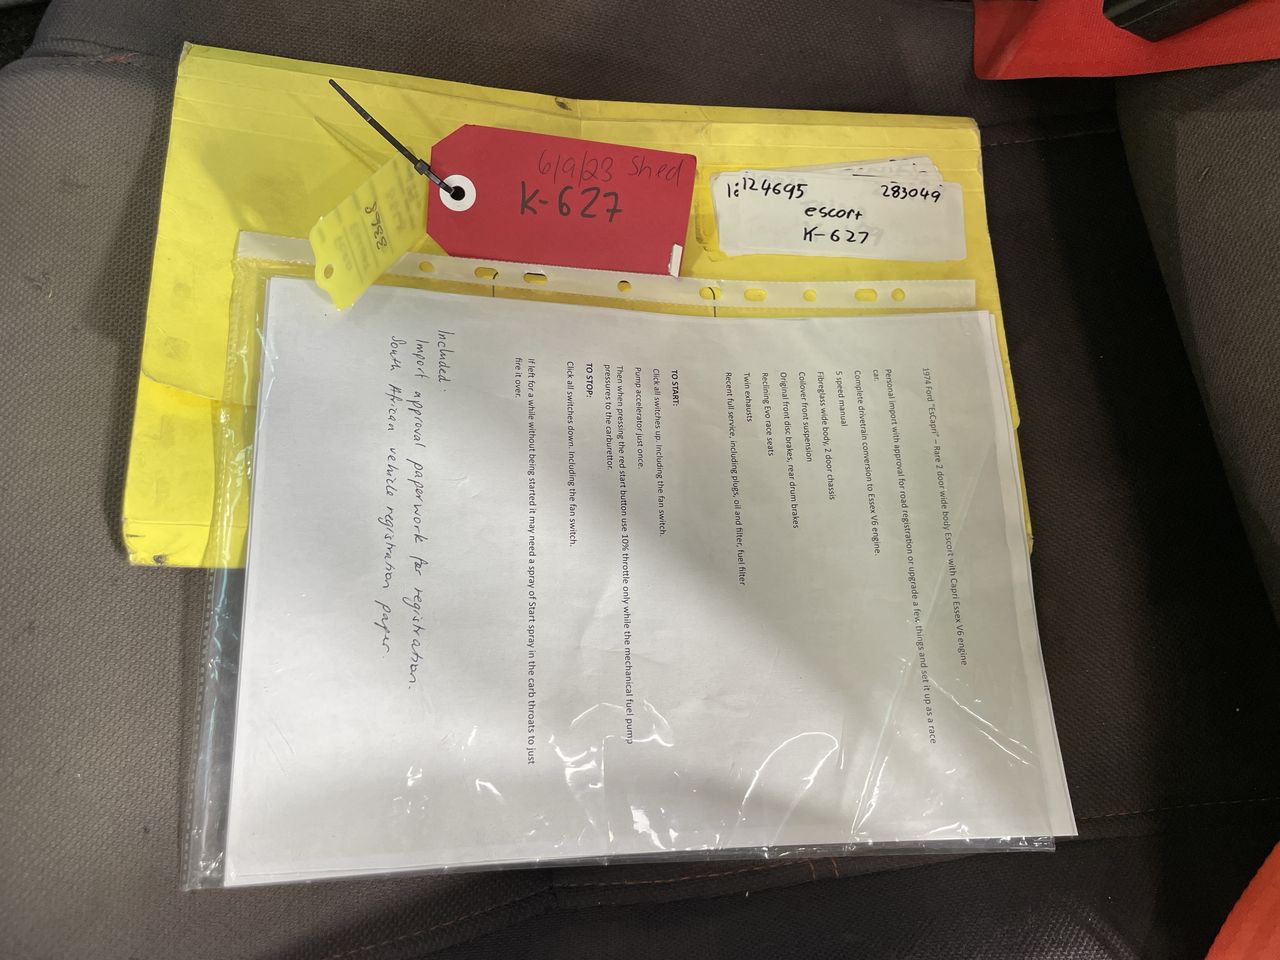 6/9/23 Shed
K-627
124695 283049
escort
K-627
3368
1974 Ford "EsCapri" – Rare 2 door wide body Escort with Capri Essex V6 engine
Personal import with approval for road registration or upgrade a few things and set it up as a race
car.
Complete drivetrain conversion to Essex V6 engine.
5 speed manual
Fibreglass wide body, 2 door chassis
Coilover front suspension
Original front disc brakes, rear drum brakes
Reclining Evo race seats
Twin exhausts
Recent full service, including plugs, oil and filter, fuel filter
TO START:
Click all switches up. Including the fan switch.
Pump accelerator just once.
Then when pressing the red start button use 10% throttle only while the mechanical fuel pump
pressures to the carburettor.
TO STOP:
Click all switches down. Including the fan switch.
If left for a while without being started it may need a spray of Start spray in the carb throats to just
fire it over.
Included:
Import approval paperwork for registration.
South African vehicle registration paper.